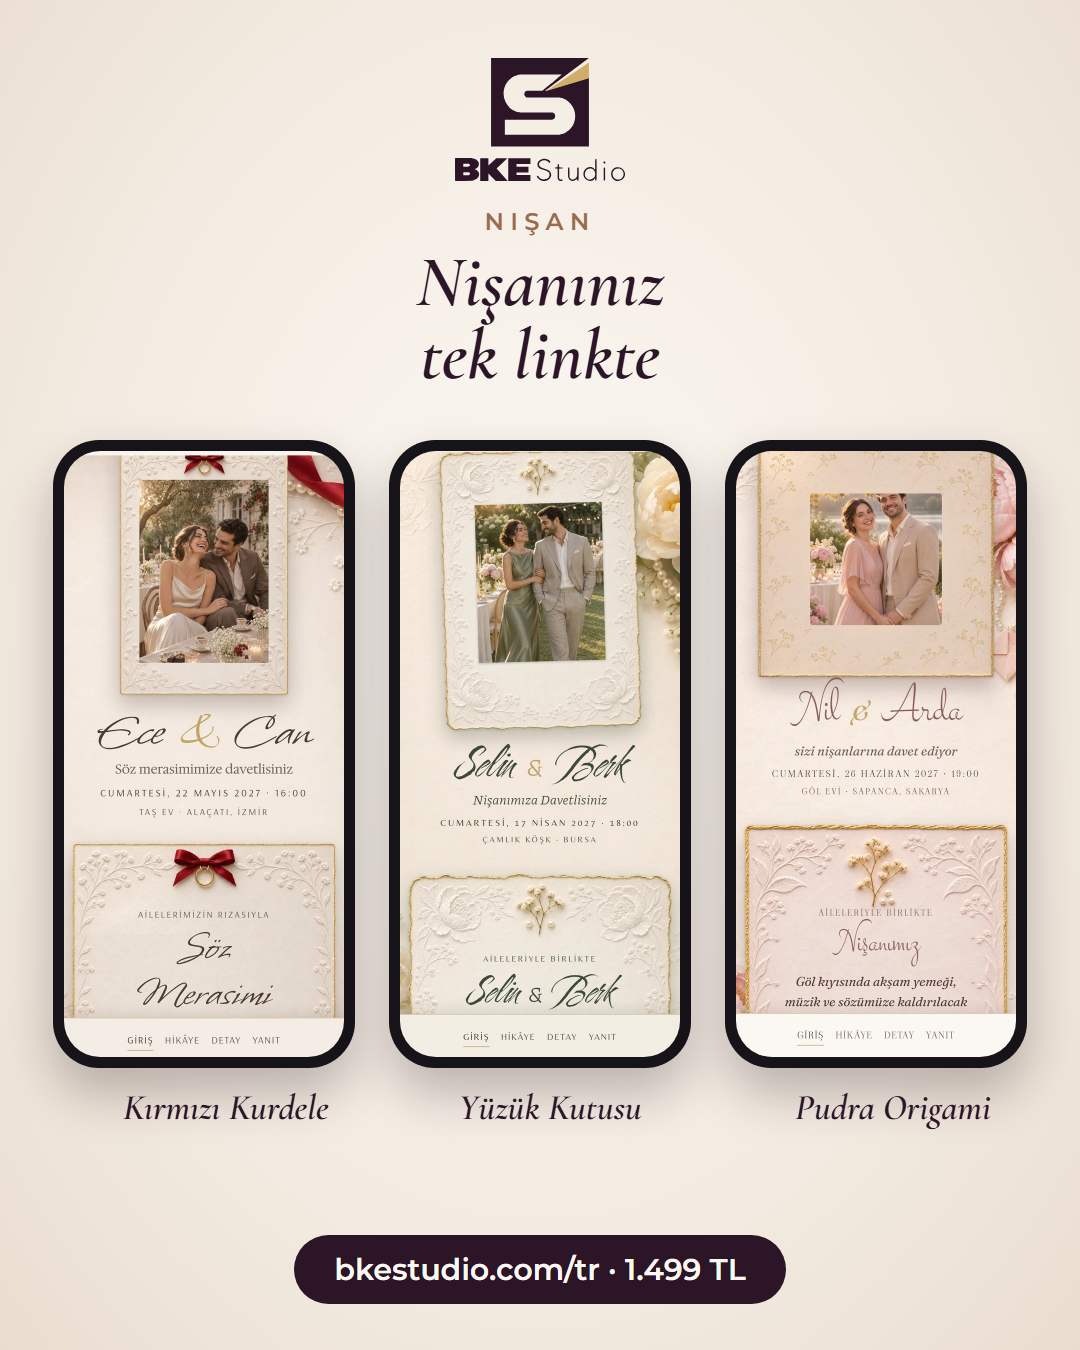 S
BKE Studio
NIŞAN
Nişanınız
tek linkte
Ece & Can
Söz merasimimize davetlisiniz
CUMARTESİ, 22 MAYIS 2027 · 16:00
TAŞ EV · ALAÇATI, İZMİR
AİLELERİMİZİN RIZASIYLA
Söz
Merasimi
GİRİŞ HİKÂYE DETAY YANIT
Kırmızı Kurdele
Selin & Berk
Nişanımıza Davetlisiniz
CUMARTESİ, 17 NİSAN 2027 · 18:00
ÇAMLIK KÖŞK · BURSA
AİLELERİYLE BİRLİKTE
Selin & Berk
GİRİŞ HİKÂYE DETAY YANIT
Yüzük Kutusu
Nil & Arda
sizi nişanlarına davet ediyor
CUMARTESİ, 26 HAZİRAN 2027 · 19:00
GÖL EVİ · SAPANCA, SAKARYA
AİLELERİYLE BİRLİKTE
Nişanımız
Göl kıyısında akşam yemeği,
müzik ve sözümüze kaldırılacak
GİRİŞ HİKÂYE DETAY YANIT
Pudra Origami
bkestudio.com/tr · 1.499 TL